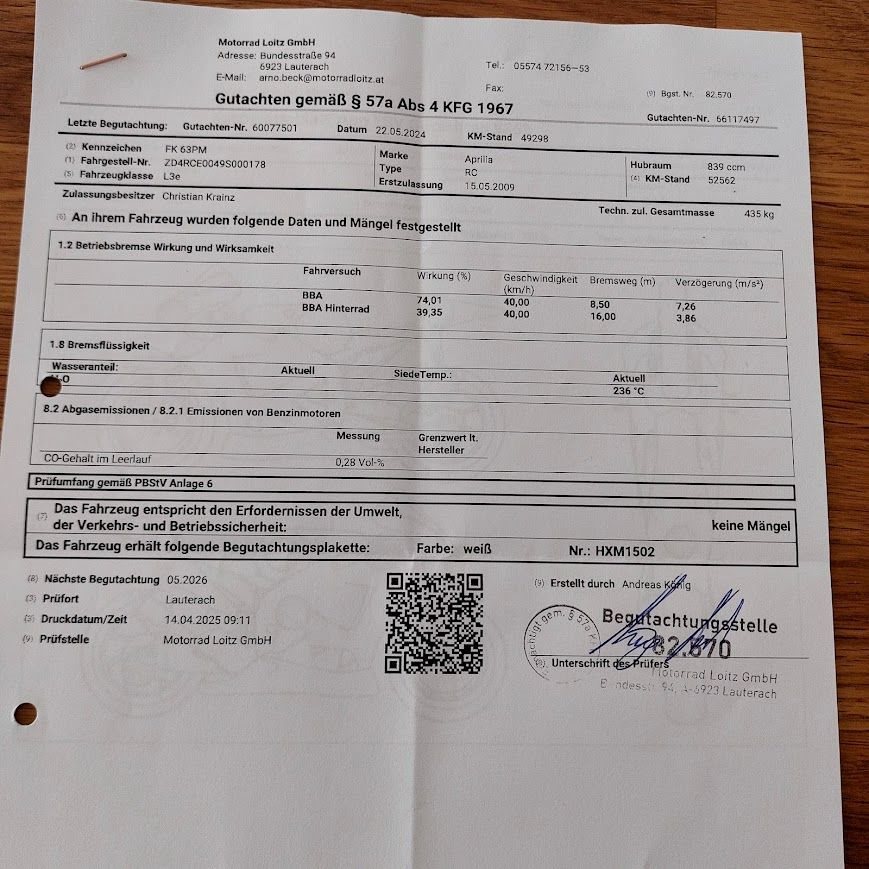 Motorrad Loitz GmbH
Adresse: Bundesstraße 94
6923 Lauterach
E-Mail: arno.beck@motorradloitz.at
Tel.: 05574 72156-53
Fax:
(9) Bgst. Nr. 82.570
Gutachten gemäß § 57a Abs 4 KFG 1967
Gutachten-Nr. 66117497
Letzte Begutachtung: Gutachten-Nr. 60077501 Datum 22.05.2024 KM-Stand 49298
(2) Kennzeichen FK 63PM
(1) Fahrgestell-Nr. ZD4RCE0049S000178
(5) Fahrzeugklasse L3e
Marke Aprilia
Type RC
Erstzulassung 15.05.2009
Hubraum 839 ccm
(4) KM-Stand 52562
Zulassungsbesitzer Christian Krainz
Techn. zul. Gesamtmasse 435 kg
(6) An ihrem Fahrzeug wurden folgende Daten und Mängel festgestellt
1.2 Betriebsbremse Wirkung und Wirksamkeit
Fahrversuch Wirkung (%) Geschwindigkeit (km/h) Bremsweg (m) Verzögerung (m/s²)
BBA 74,01 40,00 8,50 7,26
BBA Hinterrad 39,35 40,00 16,00 3,86
1.8 Bremsflüssigkeit
Wasseranteil: Aktuell SiedeTemp.: Aktuell
236 °C
8.2 Abgasemissionen / 8.2.1 Emissionen von Benzinmotoren
Messung Grenzwert lt.
Hersteller
CO-Gehalt im Leerlauf 0,28 Vol-%
Prüfumfang gemäß PBStV Anlage 6
(7) Das Fahrzeug entspricht den Erfordernissen der Umwelt,
der Verkehrs- und Betriebssicherheit: keine Mängel
Das Fahrzeug erhält folgende Begutachtungsplakette: Farbe: weiß Nr.: HXM1502
(8) Nächste Begutachtung 05.2026
(3) Prüfort Lauterach
(3) Druckdatum/Zeit 14.04.2025 09:11
(9) Prüfstelle Motorrad Loitz GmbH
(9) Erstellt durch Andreas König
Begutachtungsstelle
82.570
Unterschrift des Prüfers
Motorrad Loitz GmbH
Bundesstr. 94, A-6923 Lauterach